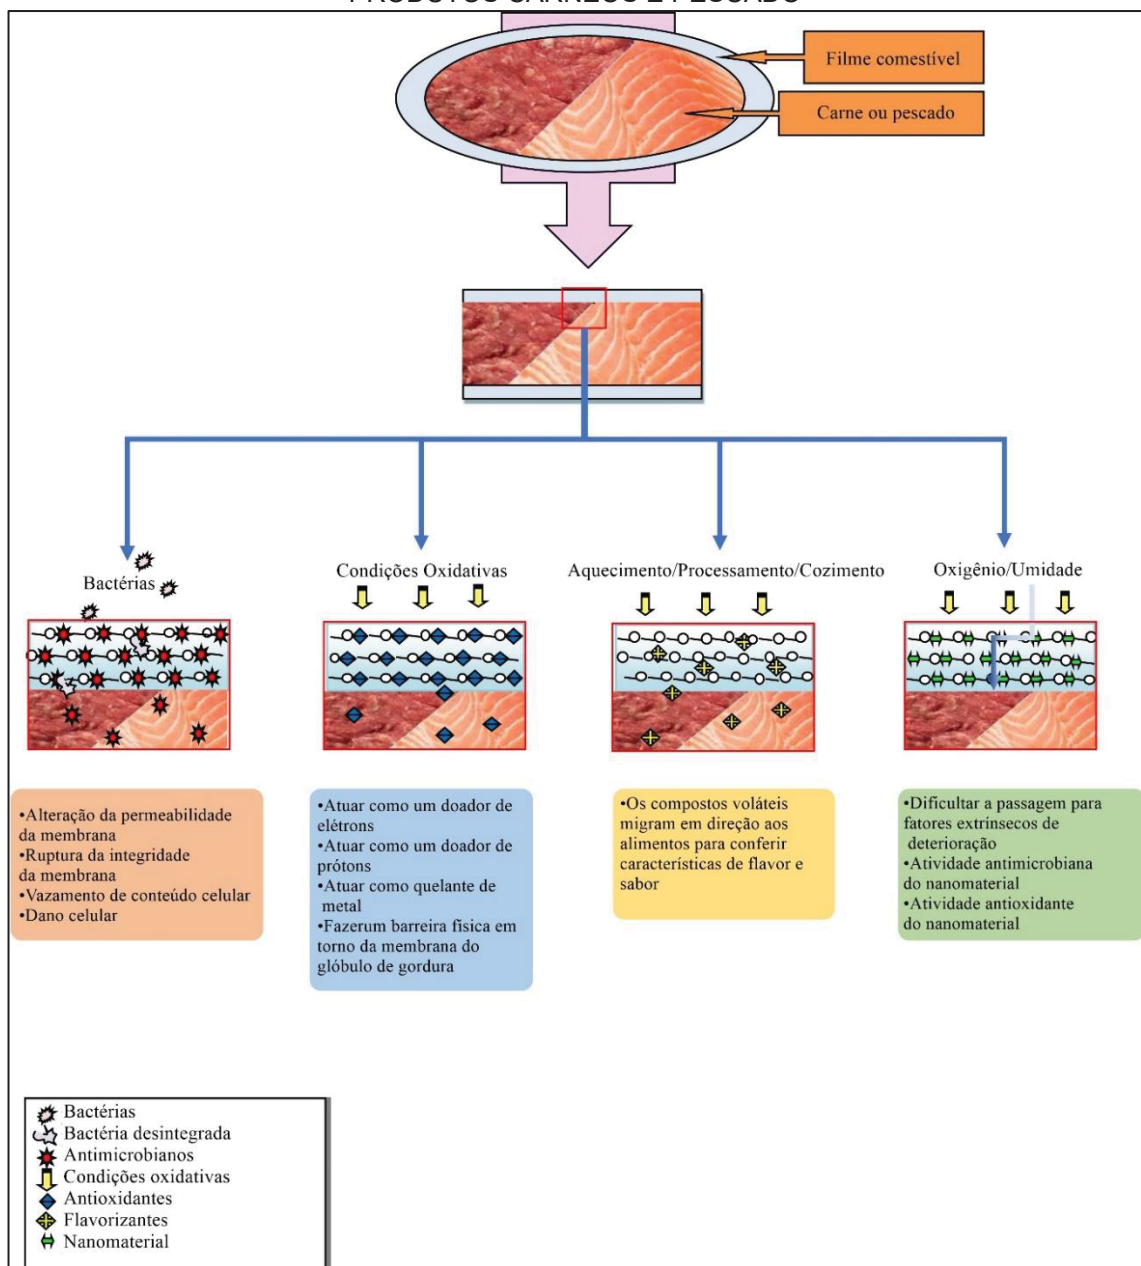 PRODUTOS CÁRNEOS E PESCADO
Filme comestível
Carne ou pescado
Bactérias
Condições Oxidativas
Aquecimento/Processamento/Cozimento
Oxigênio/Umidade
•Alteração da permeabilidade
da membrana
•Ruptura da integridade
da membrana
•Vazamento de conteúdo celular
•Dano celular
•Atuar como um doador de
elétrons
•Atuar como um doador de
prótons
•Atuar como quelante de
metal
•Fazerum barreira física em
torno da membrana do
glóbulo de gordura
•Os compostos voláteis
migram em direção aos
alimentos para conferir
características de flavor e
sabor
•Dificultar a passagem para
fatores extrínsecos de
deterioração
•Atividade antimicrobiana
do nanomaterial
•Atividade antioxidante
do nanomaterial
Bactérias
Bactéria desintegrada
Antimicrobianos
Condições oxidativas
Antioxidantes
Flavorizantes
Nanomaterial